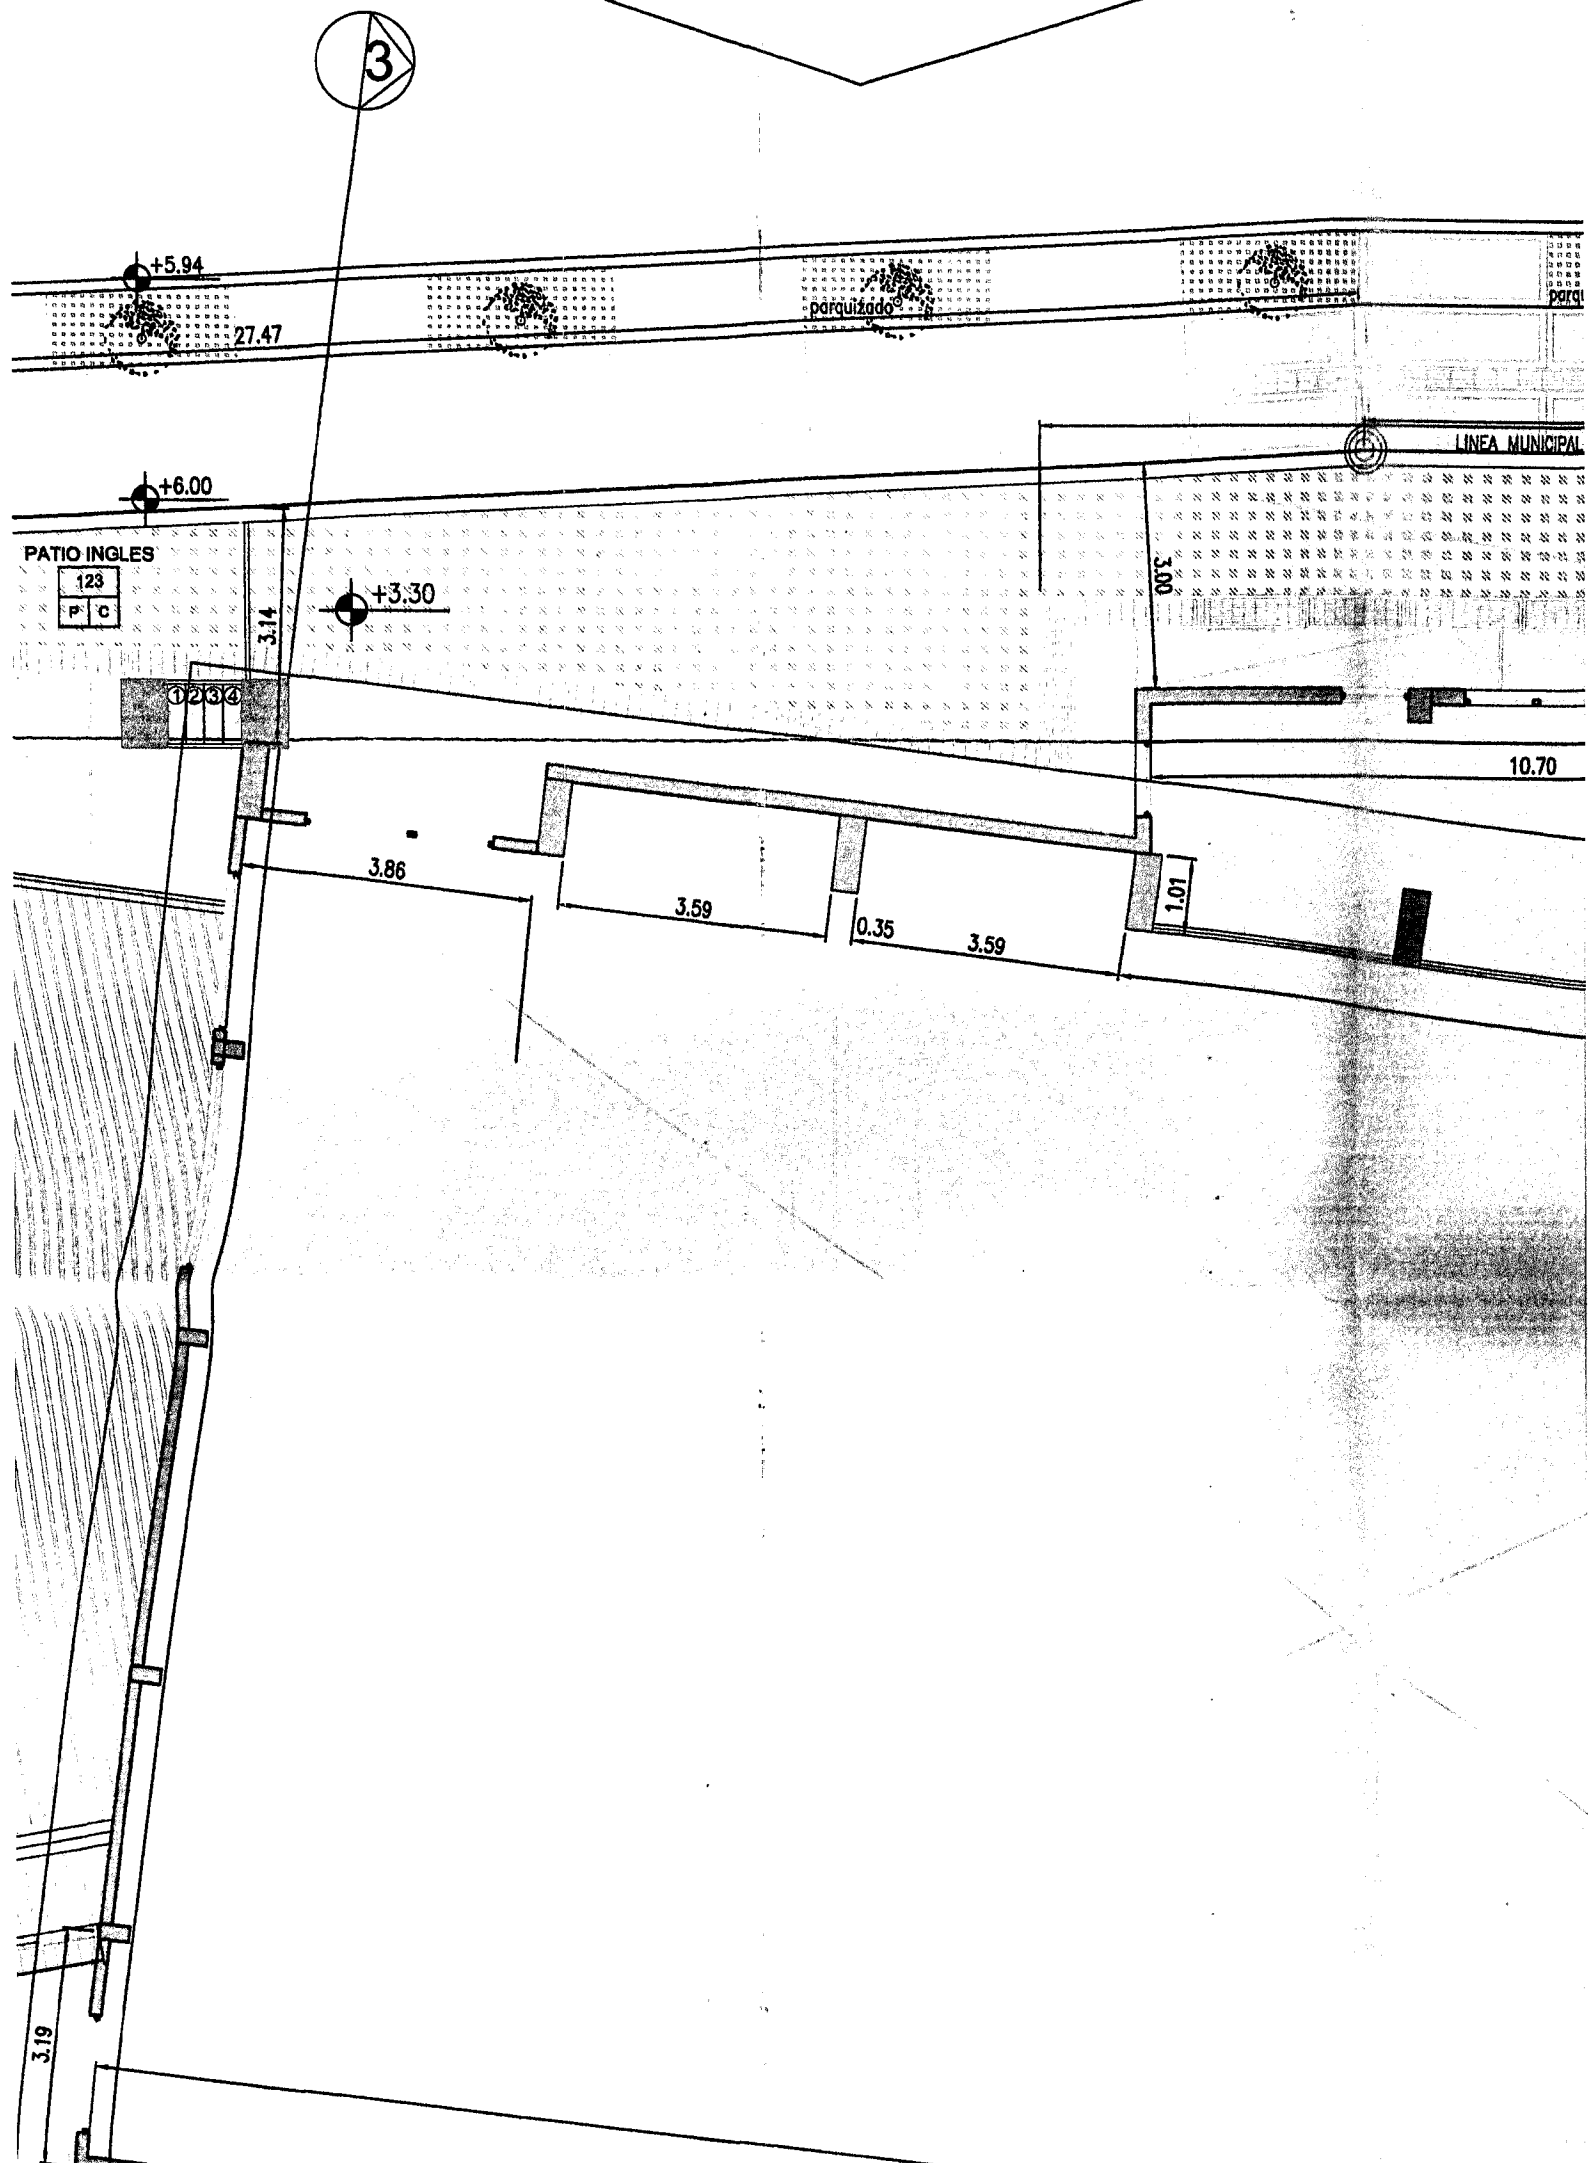 3
+5.94
27.47
parquizado
parqui
LINEA MUNICIPAL
+6.00
PATIO INGLES
123
P C
3.14
+3.30
3.00
1 2 3 4
10.70
3.86
3.59
0.35
3.59
1.01
3.19